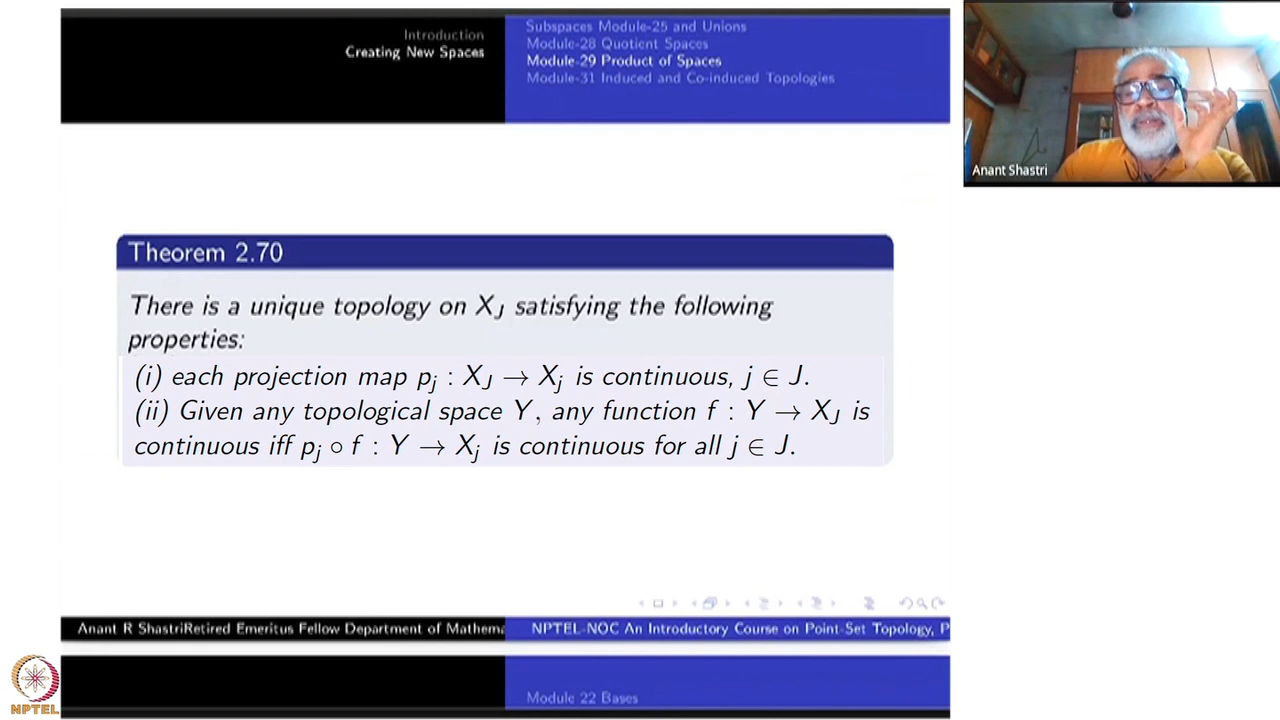 Introduction
Creating New Spaces
Subspaces Module-25 and Unions
Module-28 Quotient Spaces
Module-29 Product of Spaces
Module-31 Induced and Co-induced Topologies
Anant Shastri
Theorem 2.70
There is a unique topology on X_J satisfying the following
properties:
(i) each projection map p_j : X_J → X_j is continuous, j ∈ J.
(ii) Given any topological space Y, any function f : Y → X_J is
continuous iff p_j ∘ f : Y → X_j is continuous for all j ∈ J.
Anant R ShastriRetired Emeritus Fellow Department of Mathema
NPTEL-NOC An Introductory Course on Point-Set Topology, P
Module 22 Bases
NPTEL